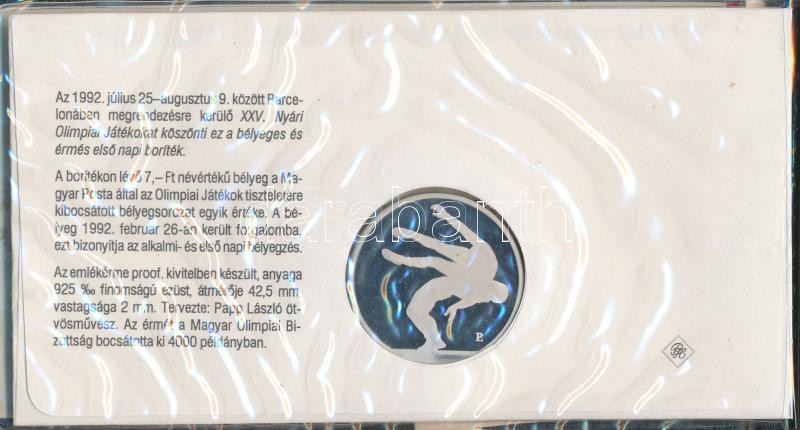 Az 1992. július 25–augusztus 9. között Barce-
lonában megrendezésre kerülő XXV. Nyári
Olimpiai Játékokat köszönti ez a bélyeges és
érmés első napi boríték.
A borítékon lévő 7,– Ft névértékű bélyeg a Ma-
gyar Posta által az Olimpiai Játékok tiszteletére
kibocsátott bélyegsorozat egyik értéke. A bé-
lyeg 1992. február 26-án került forgalomba,
ezt bizonyítja az alkalmi- és első napi bélyegzés.
Az emlékérme proof. kivitelben készült, anyaga
925 ‰ finomságú ezüst, átmérője 42,5 mm
vastagsága 2 mm. Tervezte: Papp László öt-
vösművész. Az érmét a Magyar Olimpiai Bi-
zottság bocsátotta ki 4000 példányban.
darabanth
PL